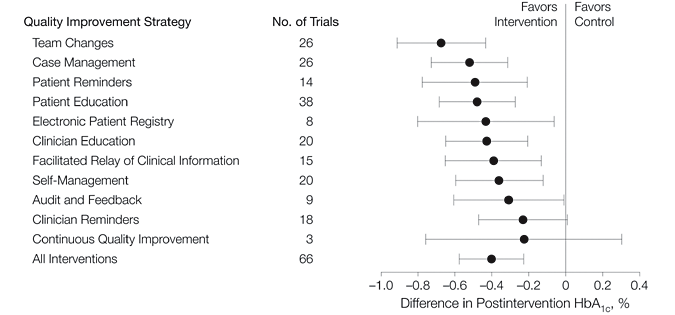 Quality Improvement Strategy No. of Trials Favors Intervention Favors Control
Team Changes 26
Case Management 26
Patient Reminders 14
Patient Education 38
Electronic Patient Registry 8
Clinician Education 20
Facilitated Relay of Clinical Information 15
Self-Management 20
Audit and Feedback 9
Clinician Reminders 18
Continuous Quality Improvement 3
All Interventions 66
−1.0 −0.8 −0.6 −0.4 −0.2 0 0.2 0.4
Difference in Postintervention HbA1c, %